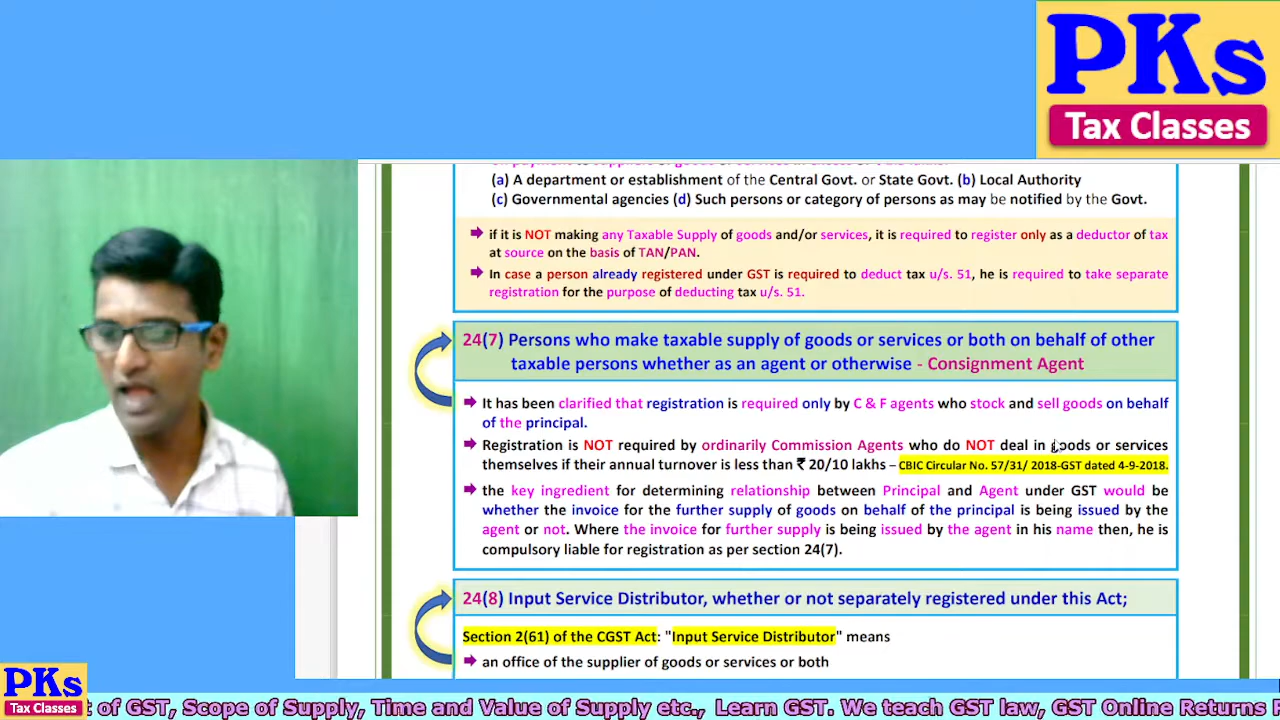 PKs
Tax Classes
(a) A department or establishment of the Central Govt. or State Govt. (b) Local Authority
(c) Governmental agencies (d) Such persons or category of persons as may be notified by the Govt.
if it is NOT making any Taxable Supply of goods and/or services, it is required to register only as a deductor of tax
at source on the basis of TAN/PAN.
In case a person already registered under GST is required to deduct tax u/s. 51, he is required to take separate
registration for the purpose of deducting tax u/s. 51.
24(7) Persons who make taxable supply of goods or services or both on behalf of other
taxable persons whether as an agent or otherwise - Consignment Agent
It has been clarified that registration is required only by C & F agents who stock and sell goods on behalf
of the principal.
Registration is NOT required by ordinarily Commission Agents who do NOT deal in goods or services
themselves if their annual turnover is less than ₹ 20/10 lakhs – CBIC Circular No. 57/31/ 2018-GST dated 4-9-2018.
the key ingredient for determining relationship between Principal and Agent under GST would be
whether the invoice for the further supply of goods on behalf of the principal is being issued by the
agent or not. Where the invoice for further supply is being issued by the agent in his name then, he is
compulsory liable for registration as per section 24(7).
24(8) Input Service Distributor, whether or not separately registered under this Act;
Section 2(61) of the CGST Act: "Input Service Distributor" means
an office of the supplier of goods or services or both
PKs
Tax Classes
t of GST, Scope of Supply, Time and Value of Supply etc., Learn GST. We teach GST law, GST Online Returns